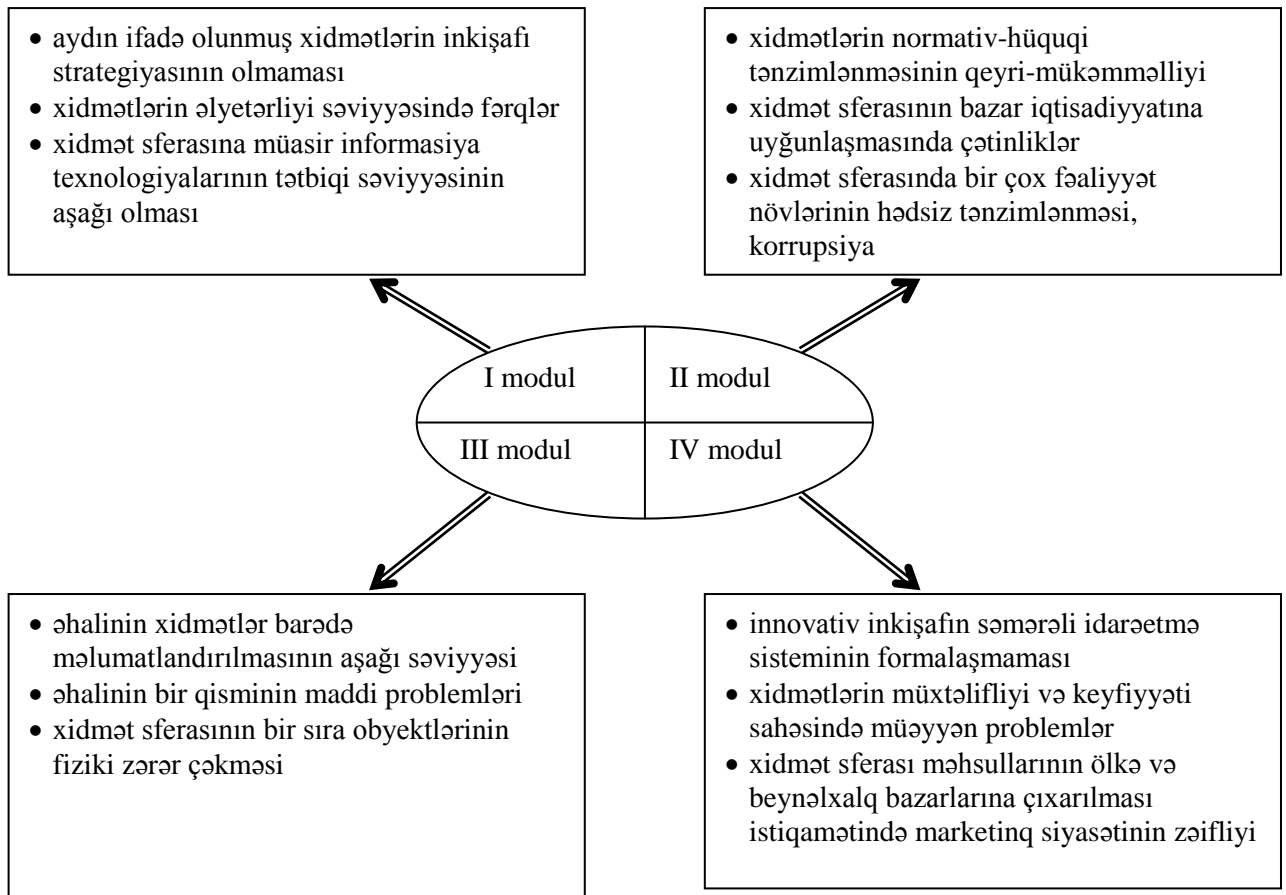 • aydın ifadə olunmuş xidmətlərin inkişafı
strategiyasının olmaması
• xidmətlərin əlyetərliyi səviyyəsində fərqlər
• xidmət sferasına müasir informasiya
texnologiyalarının tətbiqi səviyyəsinin
aşağı olması
• xidmətlərin normativ-hüquqi
tənzimlənməsinin qeyri-mükəmməlliyi
• xidmət sferasının bazar iqtisadiyyatına
uyğunlaşmasında çətinliklər
• xidmət sferasında bir çox fəaliyyət
növlərinin hədsiz tənzimlənməsi,
korrupsiya
I modul
II modul
III modul
IV modul
• əhalinin xidmətlər barədə
məlumatlandırılmasının aşağı səviyyəsi
• əhalinin bir qisminin maddi problemləri
• xidmət sferasının bir sıra obyektlərinin
fiziki zərər çəkməsi
• innovativ inkişafın səmərəli idarəetmə
sisteminin formalaşmaması
• xidmətlərin müxtəlifliyi və keyfiyyəti
sahəsində müəyyən problemlər
• xidmət sferası məhsullarının ölkə və
beynəlxalq bazarlarına çıxarılması
istiqamətində marketinq siyasətinin zəifliyi